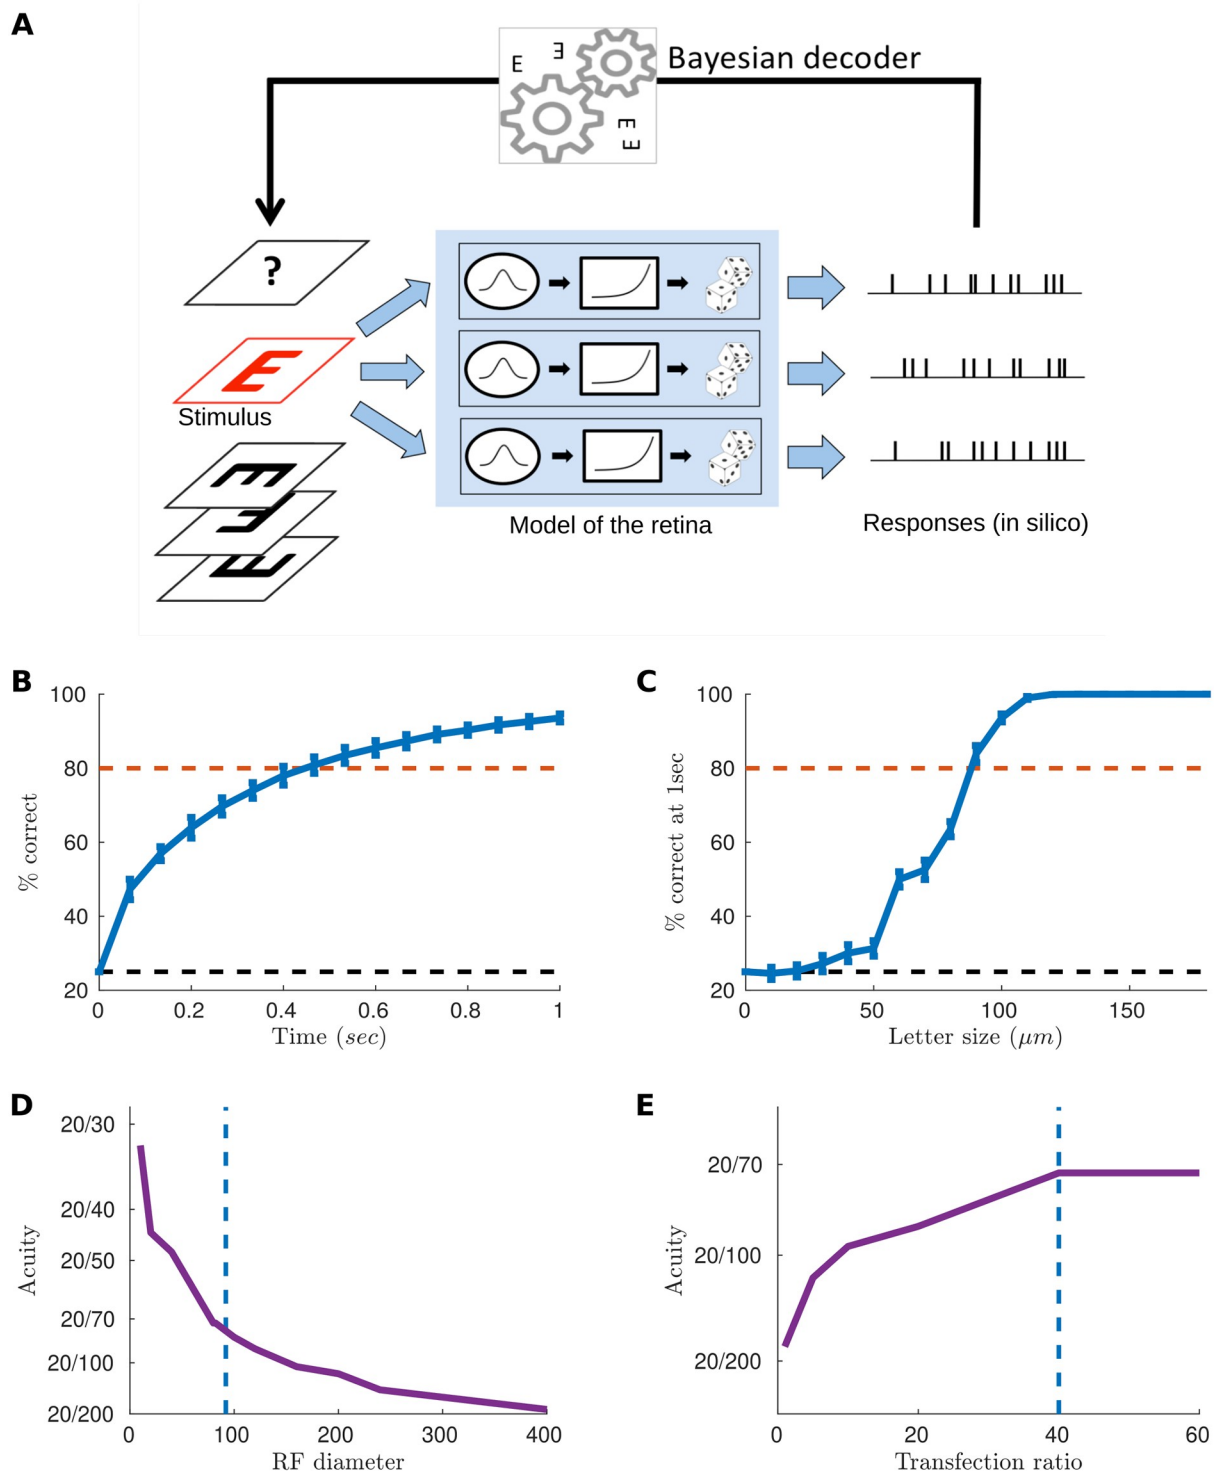 A
E E
Bayesian decoder
E
E
?
E
Stimulus
E
E
E
Model of the retina
Responses (in silico)
B
100
80
60
40
20
% correct
0
0.2
0.4
0.6
0.8
1
Time (sec)
C
100
80
60
40
20
% correct at 1sec
0
50
100
150
Letter size (μm)
D
20/30
20/40
20/50
20/70
20/100
20/200
Acuity
0
100
200
300
400
RF diameter
E
20/70
20/100
20/200
Acuity
0
20
40
60
Transfection ratio